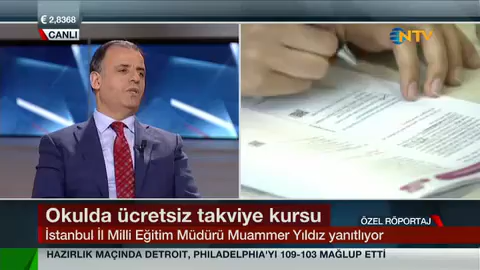 € 2,8368
CANLI
NTV
Okulda ücretsiz takviye kursu
ÖZEL RÖPORTAJ
İstanbul İl Milli Eğitim Müdürü Muammer Yıldız yanıtlıyor
HAZIRLIK MAÇINDA DETROIT, PHILADELPHIA'YI 109-103 MAĞLUP ETTİ